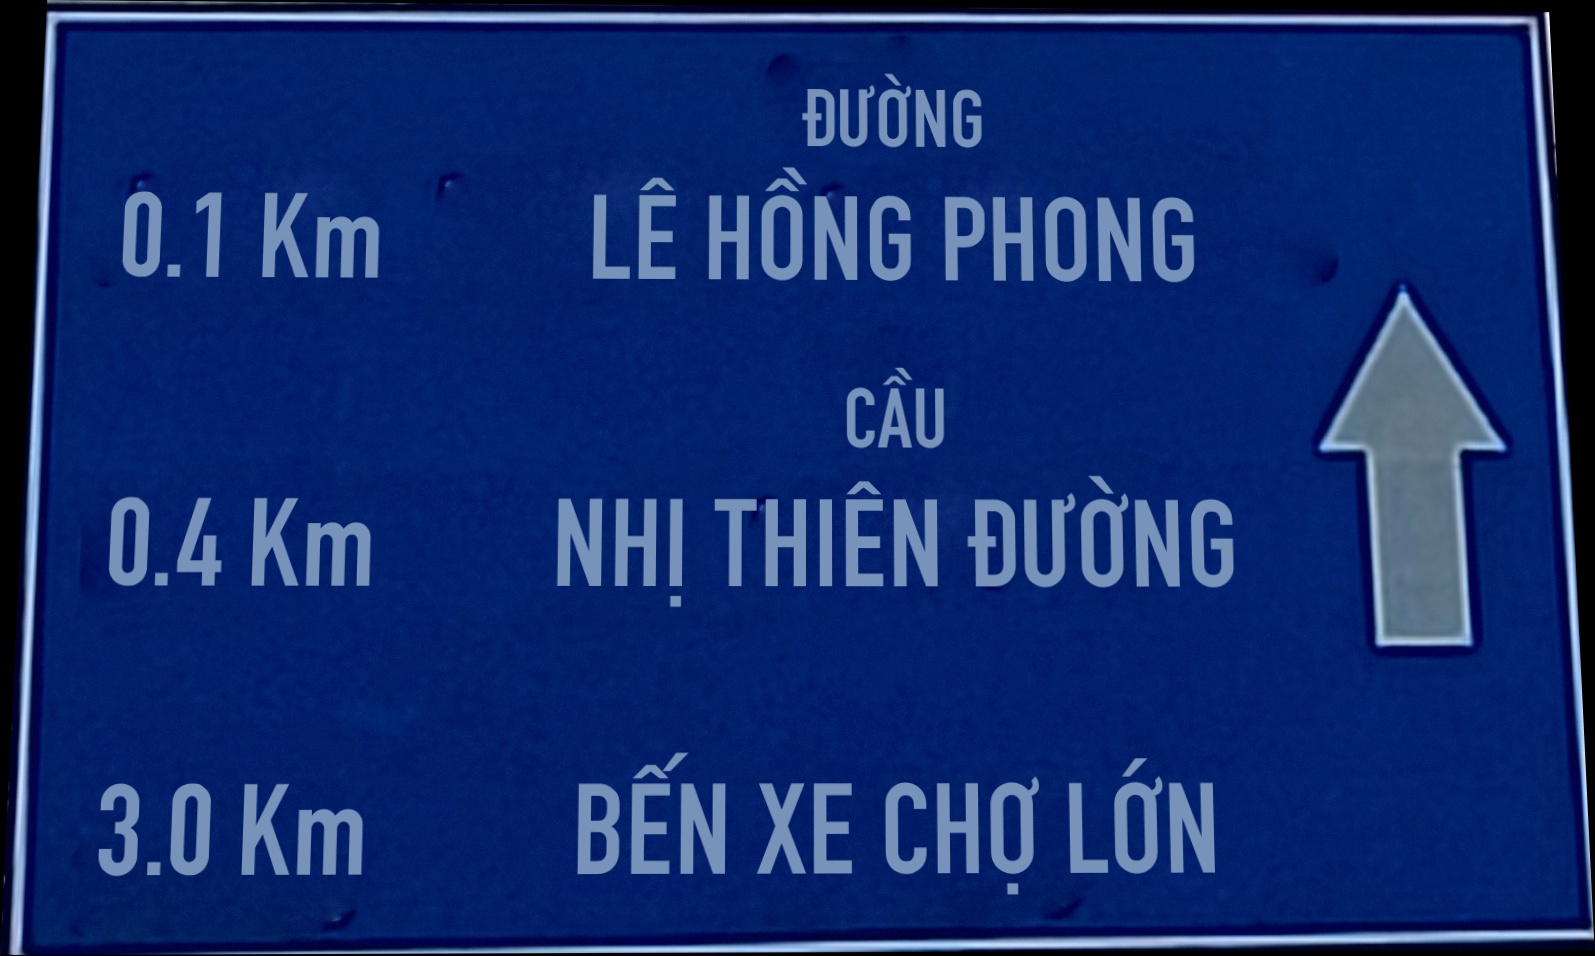 ĐƯỜNG
0.1 Km LÊ HỒNG PHONG
CẦU
0.4 Km NHỊ THIÊN ĐƯỜNG
3.0 Km BẾN XE CHỢ LỚN